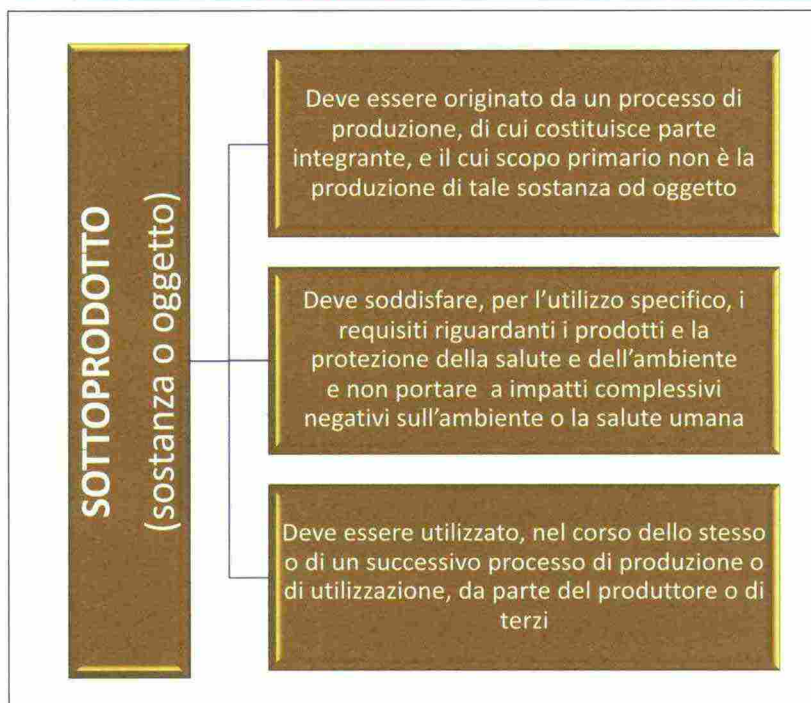 SOTTOPRODOTTO
(sostanza o oggetto)
Deve essere originato da un processo di
produzione, di cui costituisce parte
integrante, e il cui scopo primario non è la
produzione di tale sostanza od oggetto
Deve soddisfare, per l'utilizzo specifico, i
requisiti riguardanti i prodotti e la
protezione della salute e dell'ambiente
e non portare a impatti complessivi
negativi sull'ambiente o la salute umana
Deve essere utilizzato, nel corso dello stesso
o di un successivo processo di produzione o
di utilizzazione, da parte del produttore o di
terzi